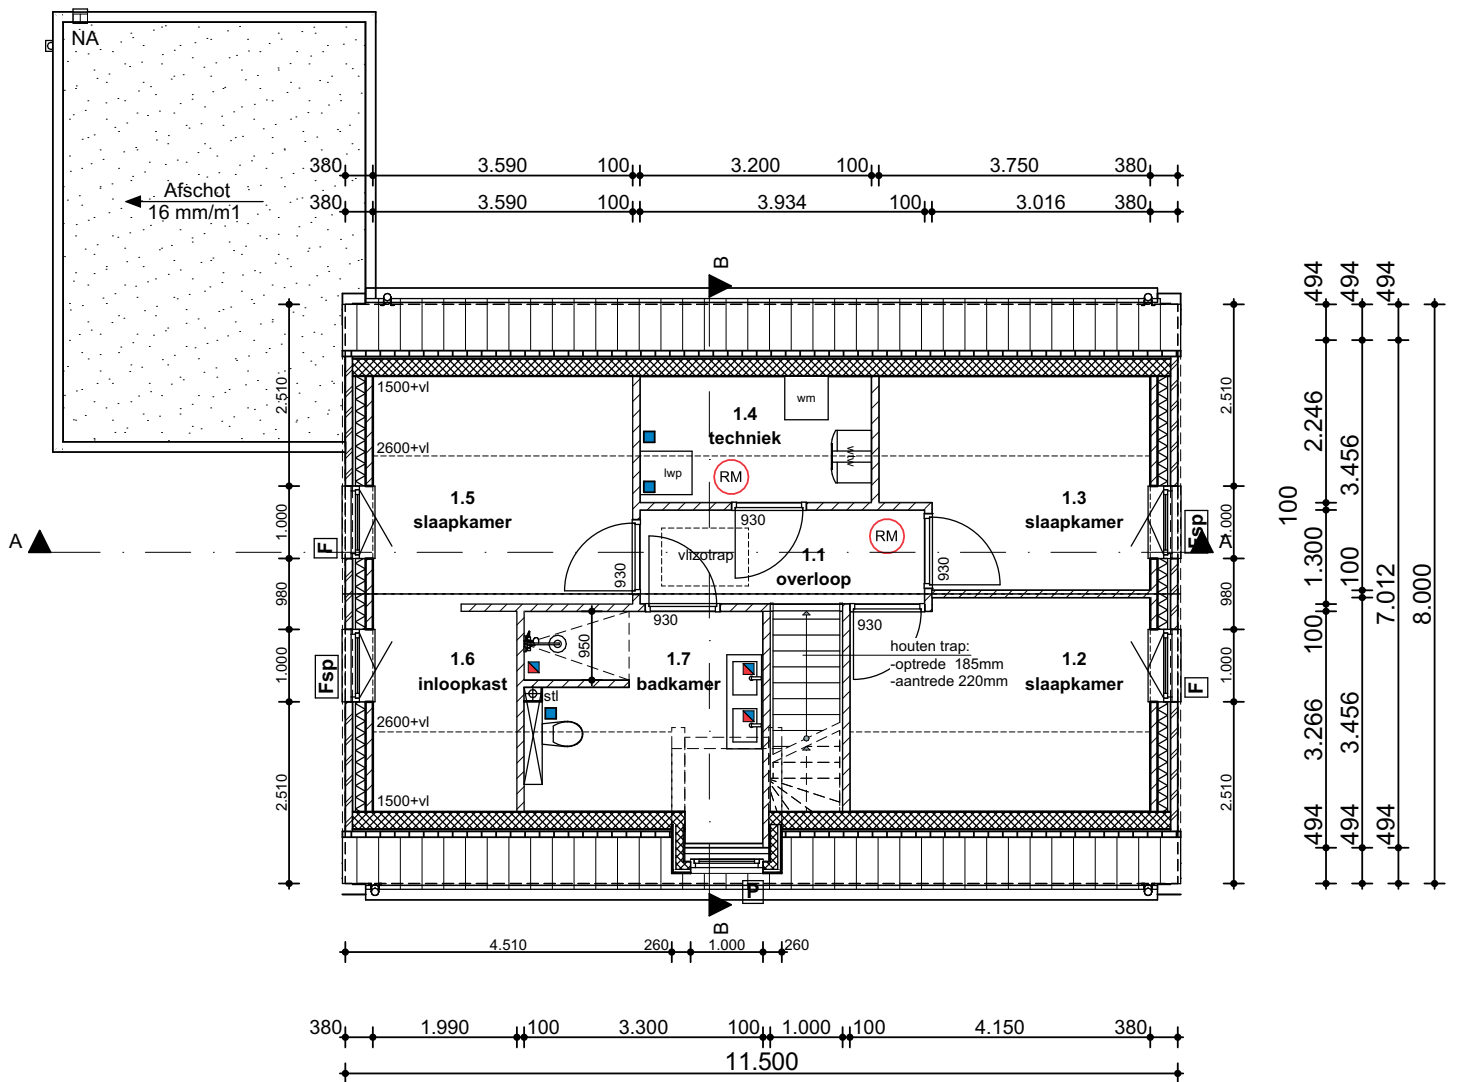 NA
Afschot
16 mm/m1
380 3.590 100 3.200 100 3.750 380
380 3.590 100 3.934 100 3.016 380
B
494 494 494
1500+vl
wm
1.4
techniek
2.510
2.510
2.246
2600+vl
wtw
lwp
RM
3.456
1.5
slaapkamer
1.3
slaapkamer
100
930
1.000
Fsp
1.000
A
F
RM
A
vlizotrap
1.1
overloop
930
930
1.300
100
980
980
7.012
8.000
930
950
930
houten trap:
-optrede 185mm
-aantrede 220mm
100
1.6
inloopkast
1.7
badkamer
1.2
slaapkamer
1.000
Fsp
1.000
F
stl
2600+vl
3.266
3.456
2.510
2.510
1500+vl
494 494 494
P
B
4.510 260 1.000 260
380 1.990 100 3.300 100 1.000 100 4.150 380
11.500